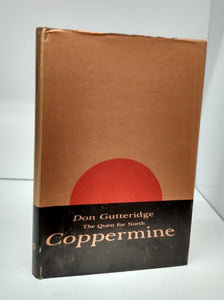 Don Gutteridge
The Quest for North
Coppermine